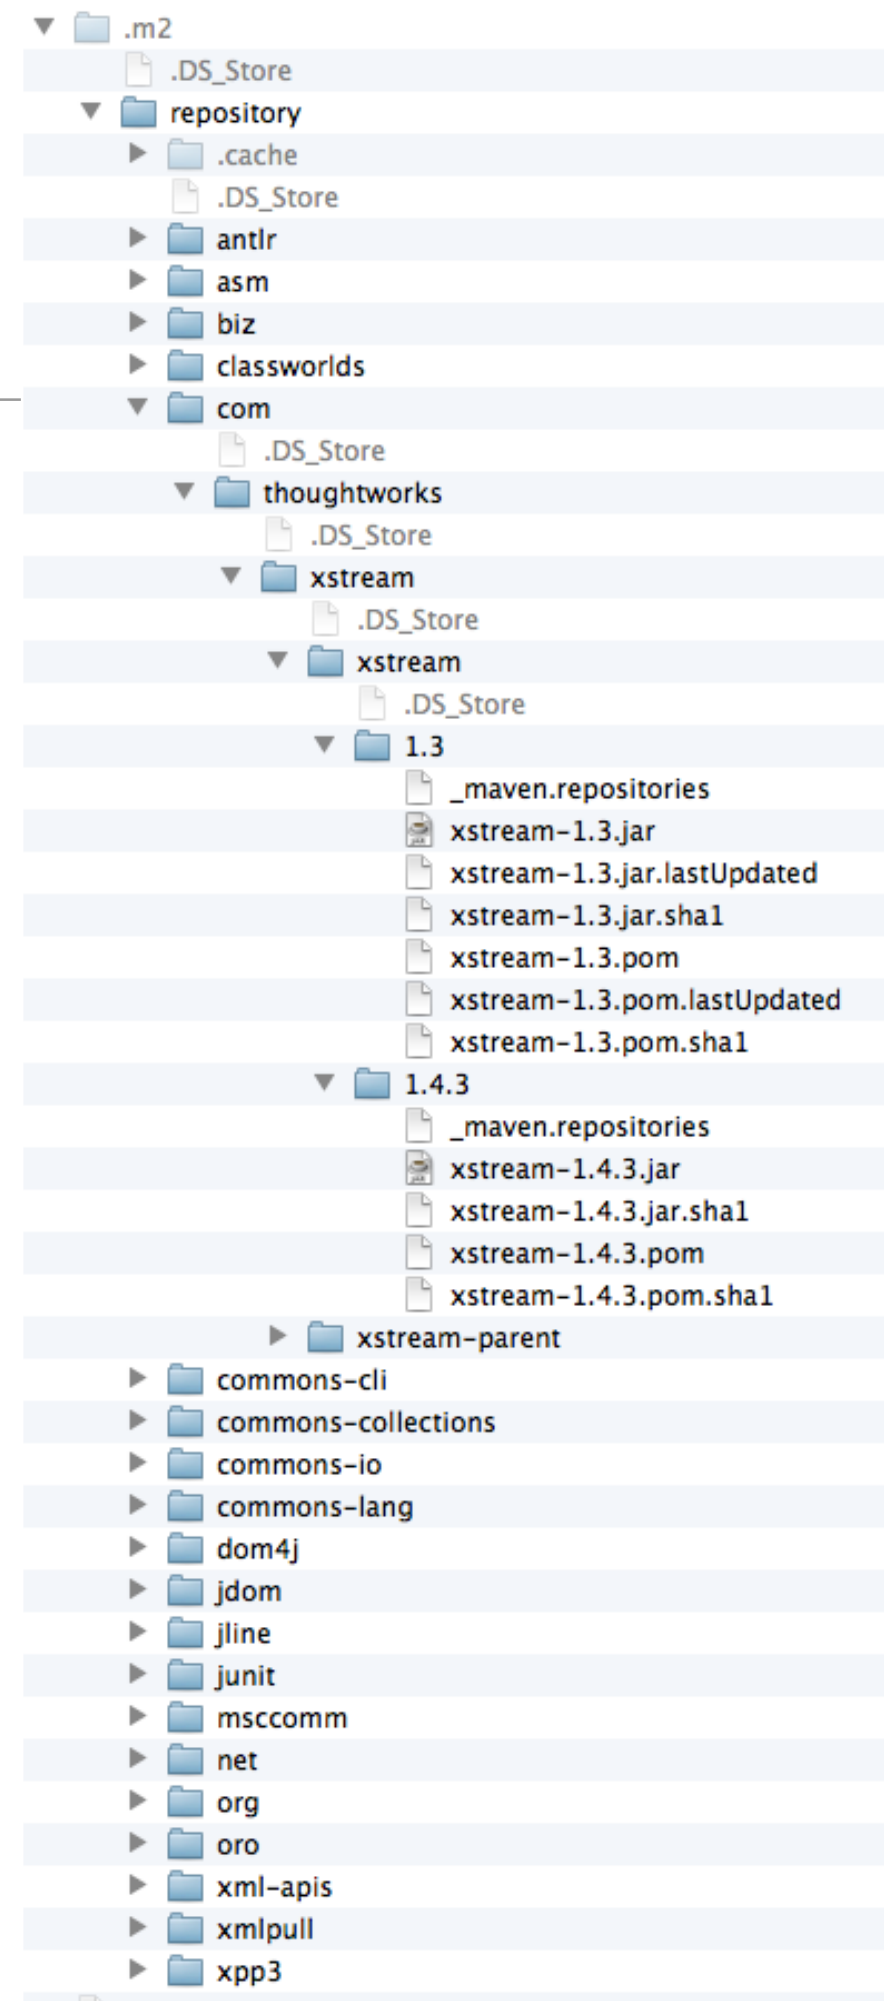 .m2
.DS_Store
repository
.cache
.DS_Store
antlr
asm
biz
classworlds
com
.DS_Store
thoughtworks
.DS_Store
xstream
.DS_Store
xstream
.DS_Store
1.3
_maven.repositories
xstream-1.3.jar
xstream-1.3.jar.lastUpdated
xstream-1.3.jar.sha1
xstream-1.3.pom
xstream-1.3.pom.lastUpdated
xstream-1.3.pom.sha1
1.4.3
_maven.repositories
xstream-1.4.3.jar
xstream-1.4.3.jar.sha1
xstream-1.4.3.pom
xstream-1.4.3.pom.sha1
xstream-parent
commons-cli
commons-collections
commons-io
commons-lang
dom4j
jdom
jline
junit
msccomm
net
org
oro
xml-apis
xmlpull
xpp3